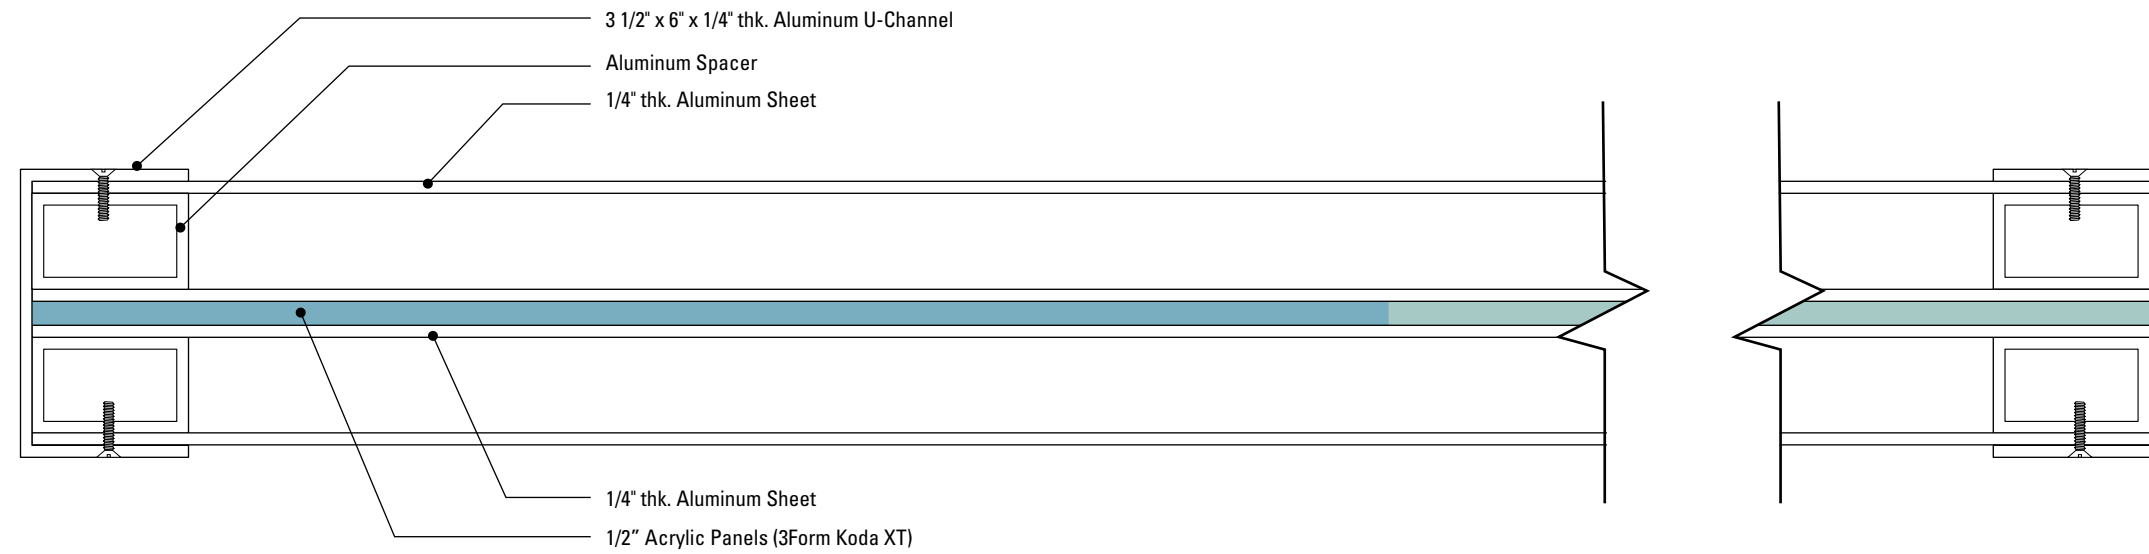 3 1/2" x 6" x 1/4" thk. Aluminum U-Channel
Aluminum Spacer
1/4" thk. Aluminum Sheet
1/4" thk. Aluminum Sheet
1/2” Acrylic Panels (3Form Koda XT)